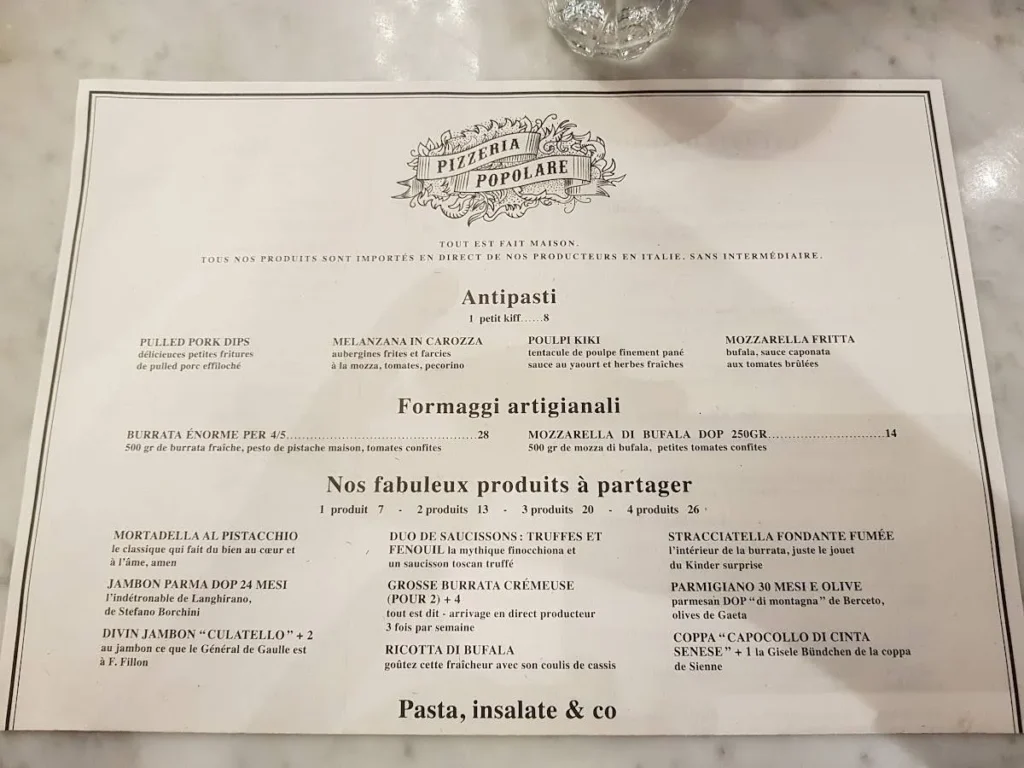 PIZZERIA
POPOLARE
TOUT EST FAIT MAISON.
TOUS NOS PRODUITS SONT IMPORTÉS EN DIRECT DE NOS PRODUCTEURS EN ITALIE. SANS INTERMÉDIAIRE.
Antipasti
1 petit kiff......8
PULLED PORK DIPS
déliciеuces petites fritures
de pulled porc effiloché
MELANZANA IN CAROZZA
aubergines frites et farcies
à la mozza, tomates, pecorino
POULPI KIKI
tentacule de poulpe finement pané
sauce au yaourt et herbes fraîches
MOZZARELLA FRITTA
bufala, sauce caponata
aux tomates brûlées
Formaggi artigianali
BURRATA ÉNORME PER 4/5................................................28
500 gr de burrata fraîche, pesto de pistache maison, tomates confites
MOZZARELLA DI BUFALA DOP 250GR.................................14
500 gr de mozza di bufala, petites tomates confites
Nos fabuleux produits à partager
1 produit 7 - 2 produits 13 - 3 produits 20 - 4 produits 26
MORTADELLA AL PISTACCHIO
le classique qui fait du bien au cœur et
à l'âme, amen
JAMBON PARMA DOP 24 MESI
l'indétronable de Langhirano,
de Stefano Borchini
DIVIN JAMBON “CULATELLO” + 2
au jambon ce que le Général de Gaulle est
à F. Fillon
DUO DE SAUCISSONS : TRUFFES ET
FENOUIL la mythique finocchiona et
un saucisson toscan truffé
GROSSE BURRATA CRÉMEUSE
(POUR 2) + 4
tout est dit - arrivage en direct producteur
3 fois par semaine
RICOTTA DI BUFALA
goûtez cette fraîcheur avec son coulis de cassis
STRACCIATELLA FONDANTE FUMÉE
l'intérieur de la burrata, juste le jouet
du Kinder surprise
PARMIGIANO 30 MESI E OLIVE
parmesan DOP “di montagna” de Berceto,
olives de Gaeta
COPPA “CAPOCOLLO DI CINTA
SENESE” + 1 la Gisele Bündchen de la coppa
de Sienne
Pasta, insalate & co